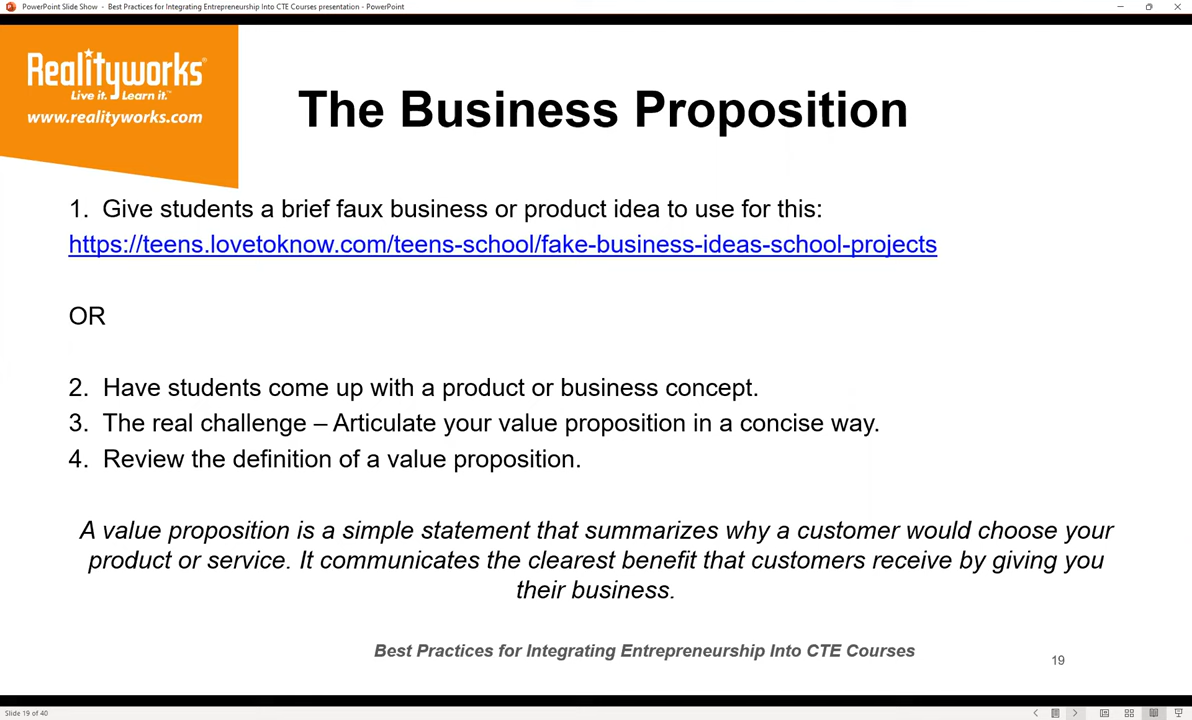 PowerPoint Slide Show - Best Practices for Integrating Entrepreneurship Into CTE Courses presentation - PowerPoint
Realityworks®
Live it. Learn it.™
www.realityworks.com
The Business Proposition
1. Give students a brief faux business or product idea to use for this:
https://teens.lovetoknow.com/teens-school/fake-business-ideas-school-projects
OR
2. Have students come up with a product or business concept.
3. The real challenge – Articulate your value proposition in a concise way.
4. Review the definition of a value proposition.
A value proposition is a simple statement that summarizes why a customer would choose your
product or service. It communicates the clearest benefit that customers receive by giving you
their business.
Best Practices for Integrating Entrepreneurship Into CTE Courses
19
Slide 19 of 40